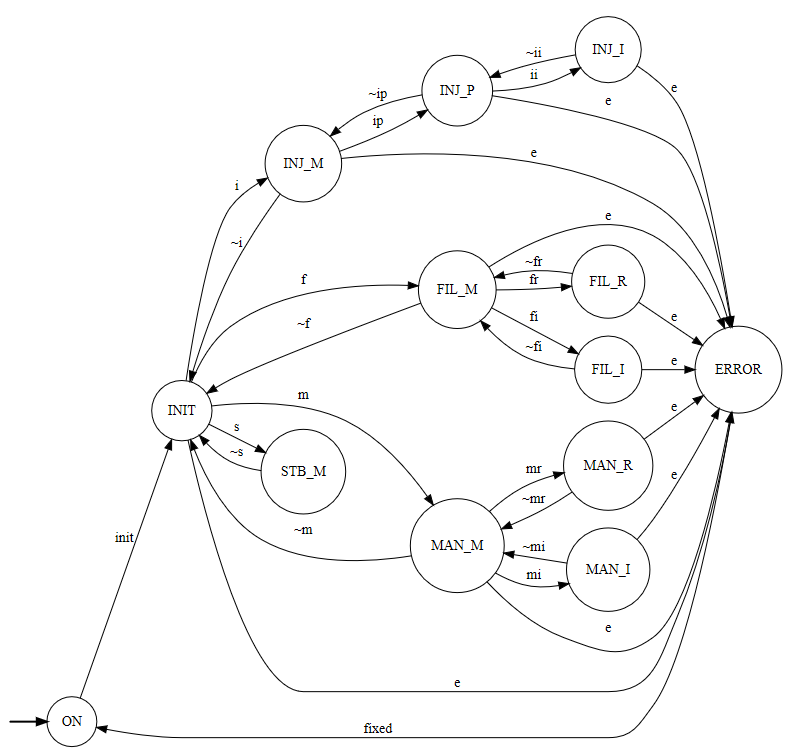 INJ_I
~ii
ii
e
INJ_P
e
~ip
ip
INJ_M
e
i
~i
e
f
FIL_M
~fr
fr
FIL_R
~f
fi
e
~fi
FIL_I
e
ERROR
INIT
m
e
s
~s
STB_M
mr
MAN_R
~mr
e
init
~m
MAN_M
~mi
mi
MAN_I
e
e
ON
fixed